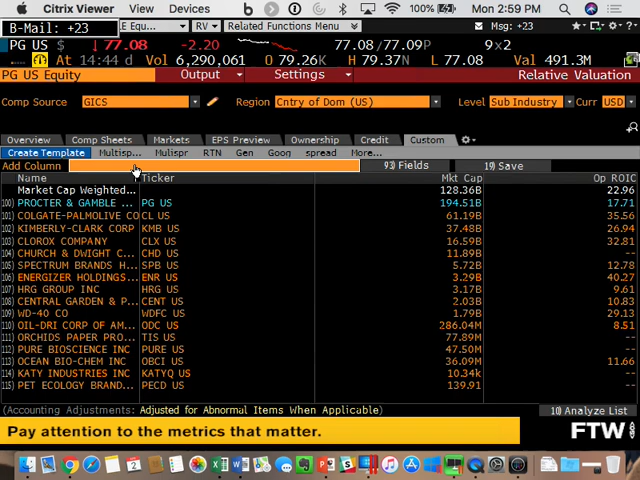 Citrix Viewer View Devices 100% Mon 2:59 PM
B-Mail: +23 Equ... RV Related Functions Menu Msg: +23
PG US $ ↓ 77.08 -2.20 77.08/77.09P 9x2
At 14:44 d Vol 6,290,061 O 79.26K H 79.37N L 77.08 Val 491.3M
PG US Equity Output Settings Relative Valuation
Comp Source GICS Region Cntry of Dom (US) Level Sub Industry Curr USD
Overview Comp Sheets Markets EPS Preview Ownership Credit Custom
Create Template Multisp... Mulispr RTN Gen Goog spread More...
Add Column 93) Fields 19) Save
Name Ticker Mkt Cap Op ROIC
Market Cap Weighted... 128.36B 22.96
100) PROCTER & GAMBLE ... PG US 194.51B 17.71
101) COLGATE-PALMOLIVE CO CL US 61.19B 35.56
102) KIMBERLY-CLARK CORP KMB US 37.48B 26.94
103) CLOROX COMPANY CLX US 16.59B 32.81
104) CHURCH & DWIGHT C... CHD US 11.89B --
105) SPECTRUM BRANDS H... SPB US 5.72B 12.78
106) ENERGIZER HOLDINGS... ENR US 3.29B 40.27
107) HRG GROUP INC HRG US 3.17B 9.61
108) CENTRAL GARDEN & P... CENT US 2.03B 10.83
109) WD-40 CO WDFC US 1.79B 29.13
110) OIL-DRI CORP OF AM... ODC US 286.04M 8.51
111) ORCHIDS PAPER PRO... TIS US 77.89M --
112) PURE BIOSCIENCE INC PURE US 47.50M --
113) OCEAN BIO-CHEM INC OBCI US 36.09M 11.66
114) KATY INDUSTRIES INC KATYQ US 10.34k --
115) PET ECOLOGY BRAND... PECD US 139.91 --
(Accounting Adjustments: Adjusted for Abnormal Items When Applicable) 10) Analyze List
Pay attention to the metrics that matter. FTW